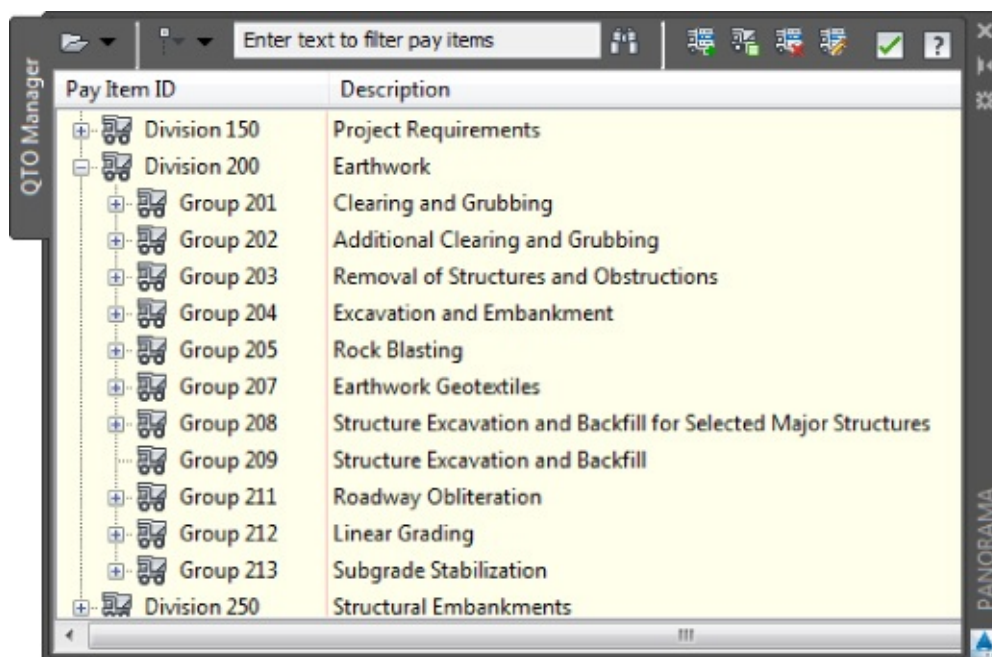 Enter text to filter pay items
QTO Manager
Pay Item ID Description
Division 150 Project Requirements
Division 200 Earthwork
Group 201 Clearing and Grubbing
Group 202 Additional Clearing and Grubbing
Group 203 Removal of Structures and Obstructions
Group 204 Excavation and Embankment
Group 205 Rock Blasting
Group 207 Earthwork Geotextiles
Group 208 Structure Excavation and Backfill for Selected Major Structures
Group 209 Structure Excavation and Backfill
Group 211 Roadway Obliteration
Group 212 Linear Grading
Group 213 Subgrade Stabilization
Division 250 Structural Embankments
PANORAMA